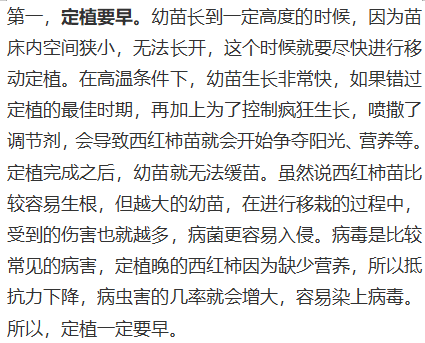 第一，定植要早。幼苗长到一定高度的时候，因为苗
床内空间狭小，无法长开，这个时候就要尽快进行移
动定植。在高温条件下，幼苗生长非常快，如果错过
定植的最佳时期，再加上为了控制疯狂生长，喷撒了
调节剂，会导致西红柿苗就会开始争夺阳光、营养等。
定植完成之后，幼苗就无法缓苗。虽然说西红柿苗比
较容易生根，但越大的幼苗，在进行移栽的过程中，
受到的伤害也就越多，病菌更容易入侵。病毒是比较
常见的病害，定植晚的西红柿因为缺少营养，所以抵
抗力下降，病虫害的几率就会增大，容易染上病毒。
所以，定植一定要早。